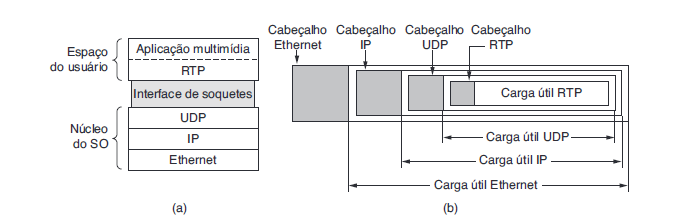 Espaço
do usuário
Aplicação multimídia
RTP
Interface de soquetes
Núcleo
do SO
UDP
IP
Ethernet
(a)
Cabeçalho
Ethernet
Cabeçalho
IP
Cabeçalho
UDP
Cabeçalho
RTP
Carga útil RTP
Carga útil UDP
Carga útil IP
Carga útil Ethernet
(b)